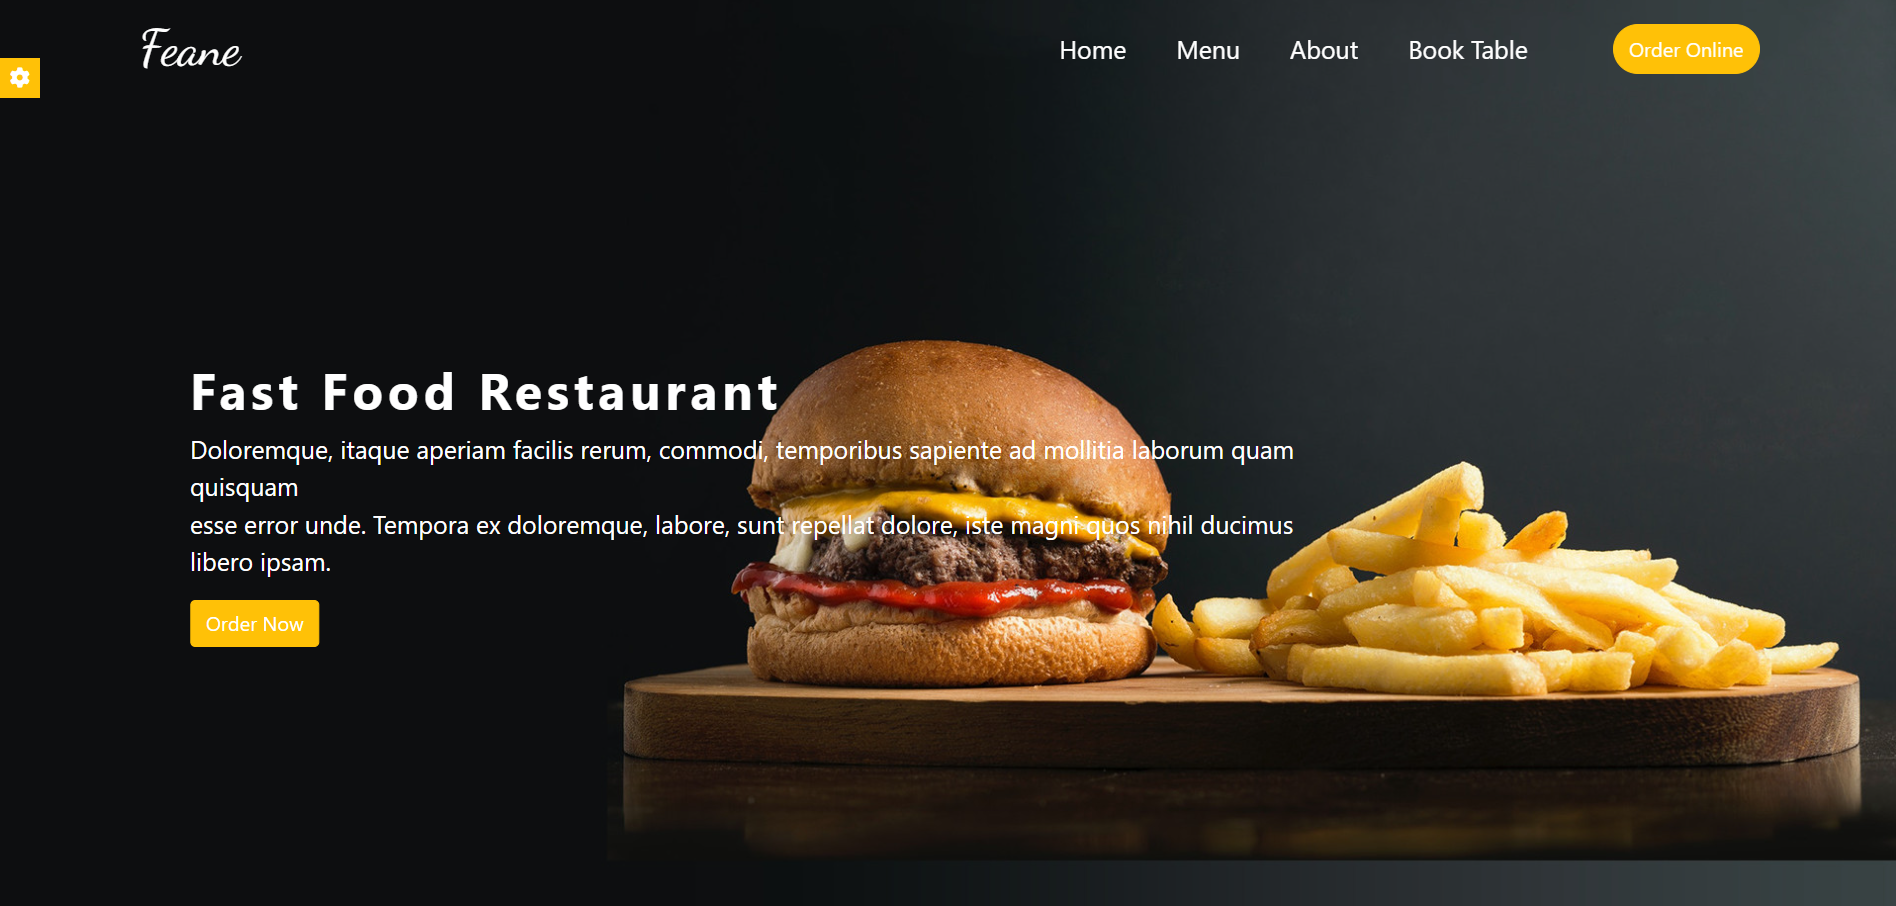 Feane
Home Menu About Book Table Order Online
Fast Food Restaurant
Doloremque, itaque aperiam facilis rerum, commodi, temporibus sapiente ad mollitia laborum quam
quisquam
esse error unde. Tempora ex doloremque, labore, sunt repellat dolore, iste magni quos nihil ducimus
libero ipsam.
Order Now